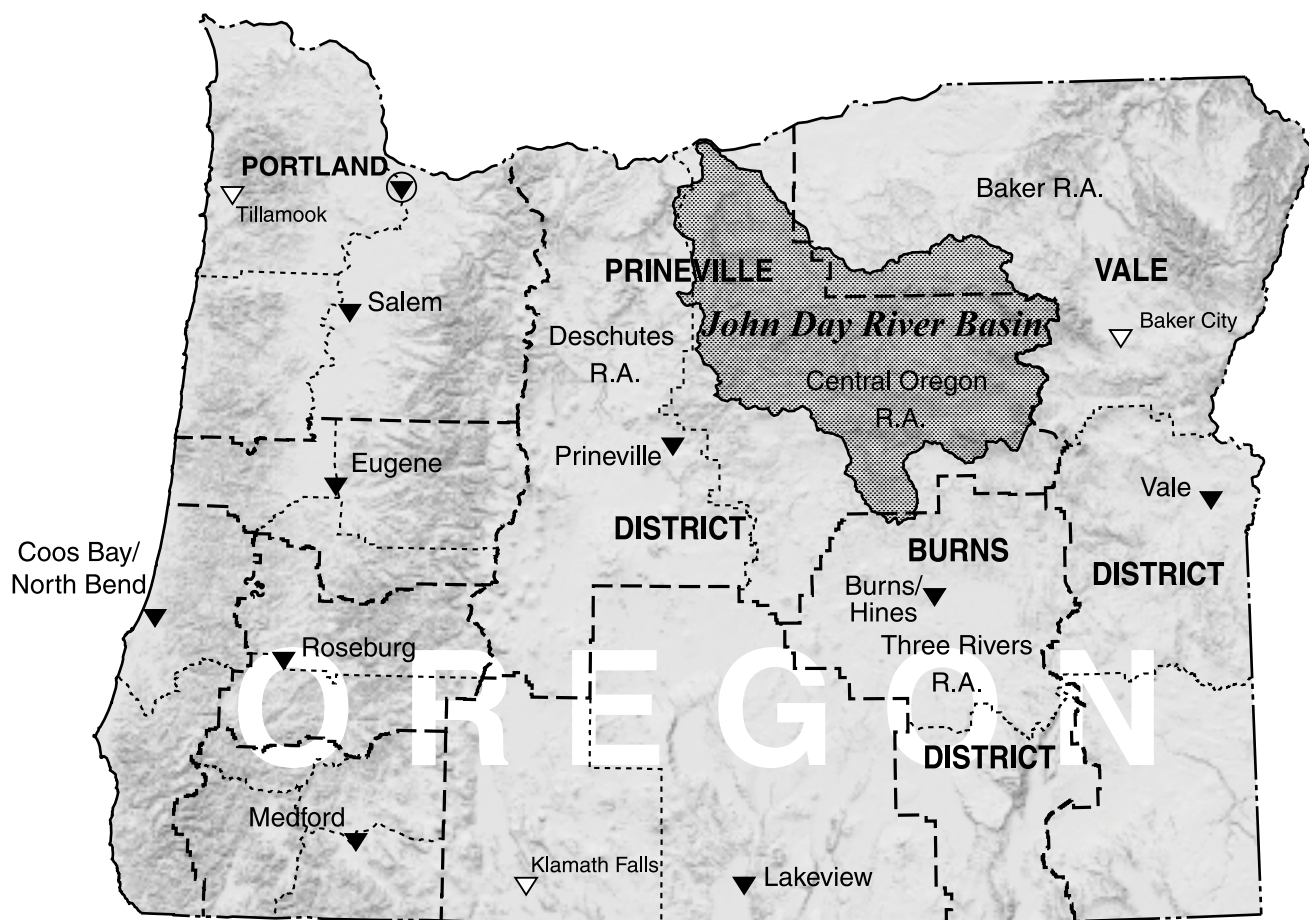 PORTLAND
Tillamook
Baker R.A.
PRINEVILLE
VALE
Salem
John Day River Basin
Baker City
Deschutes
R.A.
Central Oregon
R.A.
Prineville
Eugene
Vale
DISTRICT
BURNS
Coos Bay/
North Bend
DISTRICT
Burns/
Hines
Roseburg
Three Rivers
R.A.
OREGON
DISTRICT
Medford
Klamath Falls
Lakeview